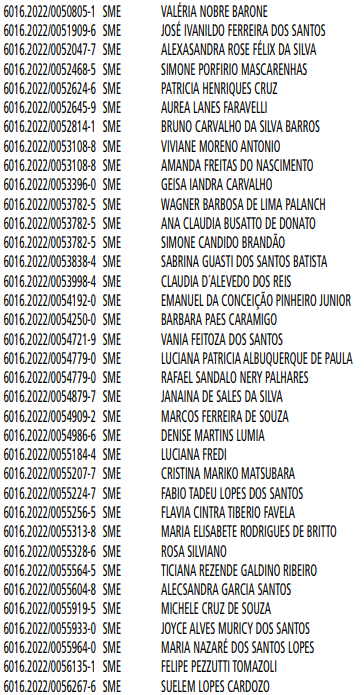 6016.2022/0050805-1 SME VALÉRIA NOBRE BARONE
6016.2022/0051909-6 SME JOSÉ IVANILDO FERREIRA DOS SANTOS
6016.2022/0052047-7 SME ALEXASANDRA ROSE FÉLIX DA SILVA
6016.2022/0052468-5 SME SIMONE PORFIRIO MASCARENHAS
6016.2022/0052624-6 SME PATRICIA HENRIQUES CRUZ
6016.2022/0052645-9 SME AUREA LANES FARAVELLI
6016.2022/0052814-1 SME BRUNO CARVALHO DA SILVA BARROS
6016.2022/0053108-8 SME VIVIANE MORENO ANTONIO
6016.2022/0053108-8 SME AMANDA FREITAS DO NASCIMENTO
6016.2022/0053396-0 SME GEISA IANDRA CARVALHO
6016.2022/0053782-5 SME WAGNER BARBOSA DE LIMA PALANCH
6016.2022/0053782-5 SME ANA CLAUDIA BUSATTO DE DONATO
6016.2022/0053782-5 SME SIMONE CANDIDO BRANDÃO
6016.2022/0053838-4 SME SABRINA GUASTI DOS SANTOS BATISTA
6016.2022/0053998-4 SME CLAUDIA D´ALEVEDO DOS REIS
6016.2022/0054192-0 SME EMANUEL DA CONCEIÇÃO PINHEIRO JUNIOR
6016.2022/0054250-0 SME BARBARA PAES CARAMIGO
6016.2022/0054721-9 SME VANIA FEITOZA DOS SANTOS
6016.2022/0054779-0 SME LUCIANA PATRICIA ALBUQUERQUE DE PAULA
6016.2022/0054779-0 SME RAFAEL SANDALO NERY PALHARES
6016.2022/0054879-7 SME JANAINA DE SALES DA SILVA
6016.2022/0054909-2 SME MARCOS FERREIRA DE SOUZA
6016.2022/0054986-6 SME DENISE MARTINS LUMIA
6016.2022/0055184-4 SME LUCIANA FREDI
6016.2022/0055207-7 SME CRISTINA MARIKO MATSUBARA
6016.2022/0055224-7 SME FABIO TADEU LOPES DOS SANTOS
6016.2022/0055256-5 SME FLAVIA CINTRA TIBERIO FAVELA
6016.2022/0055313-8 SME MARIA ELISABETE RODRIGUES DE BRITTO
6016.2022/0055328-6 SME ROSA SILVIANO
6016.2022/0055564-5 SME TICIANA REZENDE GALDINO RIBEIRO
6016.2022/0055604-8 SME ALECSANDRA GARCIA SANTOS
6016.2022/0055919-5 SME MICHELE CRUZ DE SOUZA
6016.2022/0055933-0 SME JOYCE ALVES MURICY DOS SANTOS
6016.2022/0055964-0 SME MARIA NAZARÉ DOS SANTOS LOPES
6016.2022/0056135-1 SME FELIPE PEZZUTTI TOMAZOLI
6016.2022/0056267-6 SME SUELEM LOPES CARDOZO